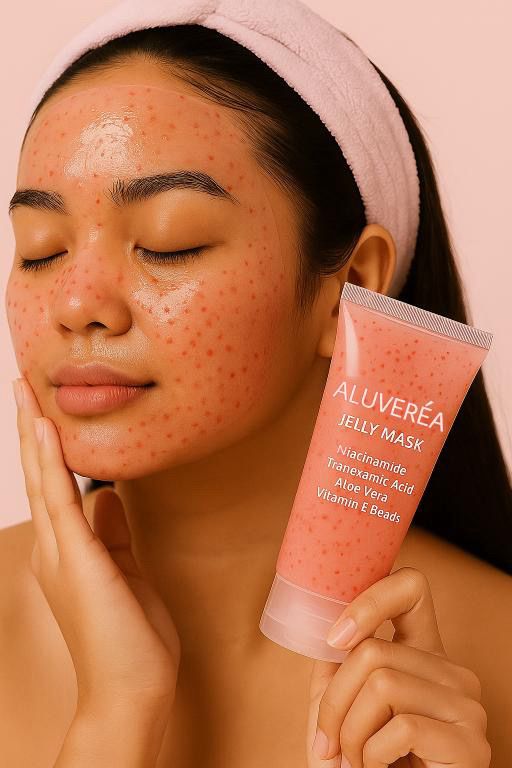 ALUVERÉA
JELLY MASK
Niacinamide
Tranexamic Acid
Aloe Vera
Vitamin E Beads